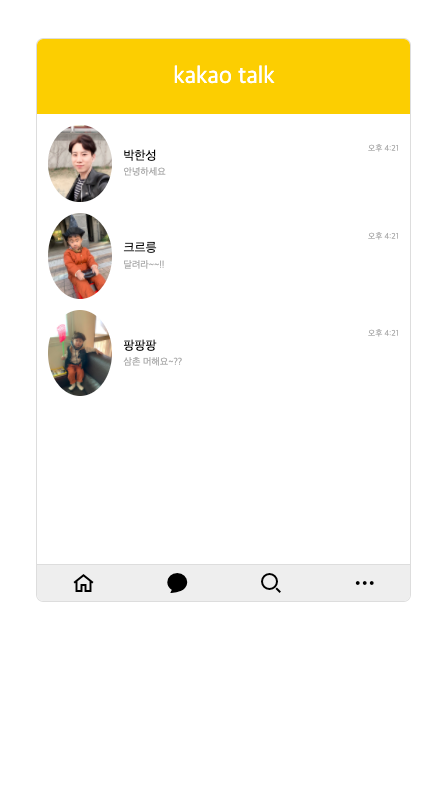 kakao talk
박한성
오후 4:21
안녕하세요
크르릉
오후 4:21
달려라~~!!
팡팡팡
오후 4:21
삼촌 머해요~??